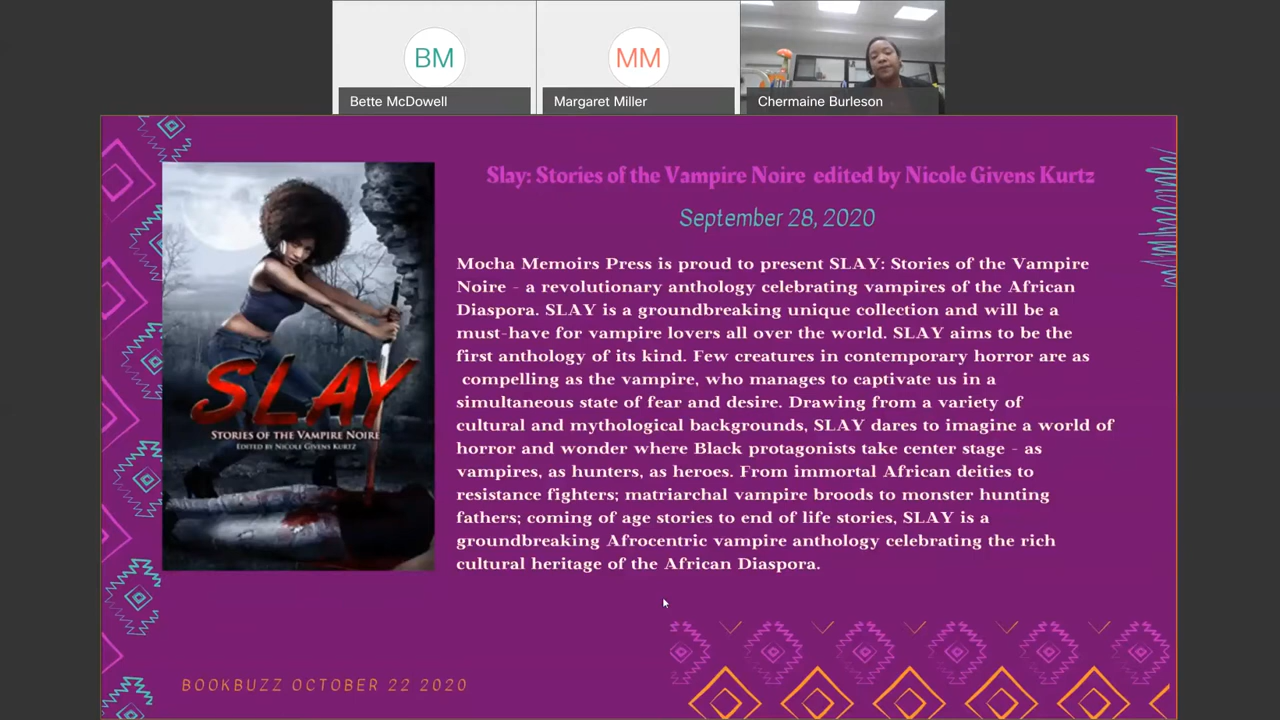 BM
MM
Bette McDowell
Margaret Miller
Chermaine Burleson
Slay: Stories of the Vampire Noire edited by Nicole Givens Kurtz
September 28, 2020
Mocha Memoirs Press is proud to present SLAY: Stories of the Vampire
Noire - a revolutionary anthology celebrating vampires of the African
Diaspora. SLAY is a groundbreaking unique collection and will be a
must-have for vampire lovers all over the world. SLAY aims to be the
first anthology of its kind. Few creatures in contemporary horror are as
compelling as the vampire, who manages to captivate us in a
simultaneous state of fear and desire. Drawing from a variety of
cultural and mythological backgrounds, SLAY dares to imagine a world of
horror and wonder where Black protagonists take center stage - as
vampires, as hunters, as heroes. From immortal African deities to
resistance fighters; matriarchal vampire broods to monster hunting
fathers; coming of age stories to end of life stories, SLAY is a
groundbreaking Afrocentric vampire anthology celebrating the rich
cultural heritage of the African Diaspora.
SLAY
STORIES OF THE VAMPIRE NOIRE
EDITED BY NICOLE GIVENS KURTZ
BOOKBUZZ OCTOBER 22 2020